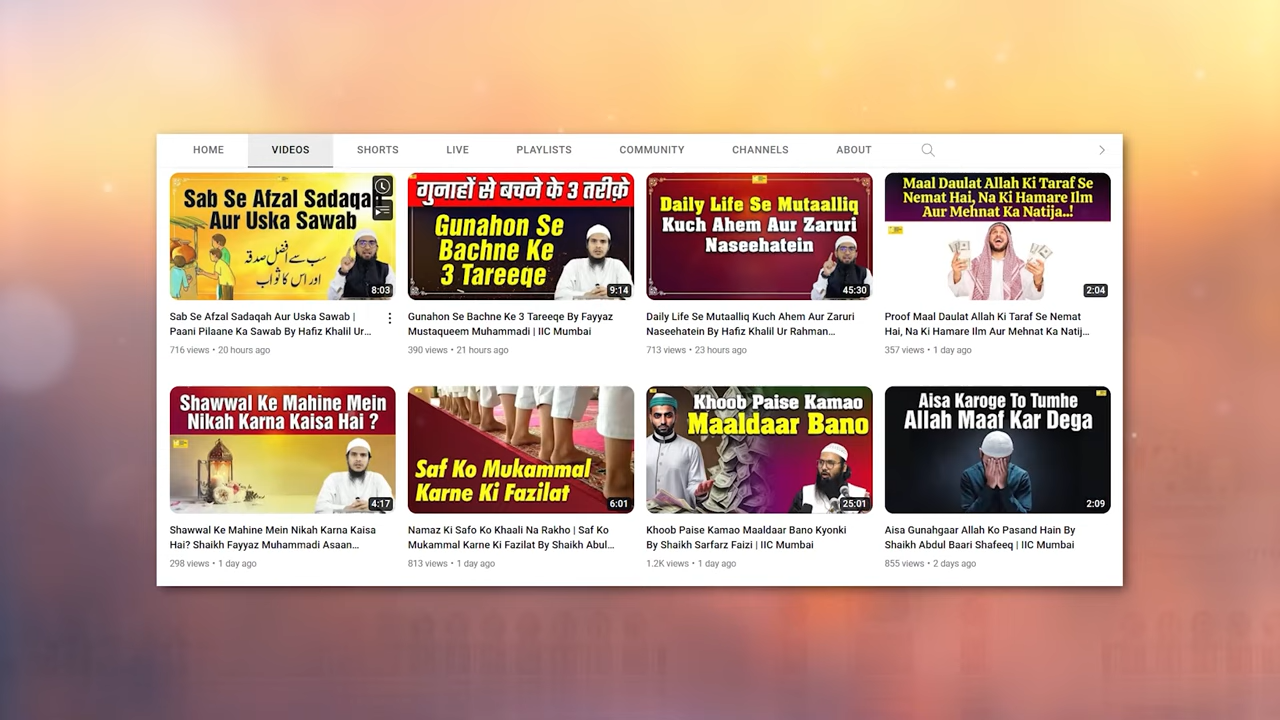 HOME
VIDEOS
SHORTS
LIVE
PLAYLISTS
COMMUNITY
CHANNELS
ABOUT
Sab Se Afzal Sadaqah
Aur Uska Sawab
سب سے افضل صدقہ
اور اس کا ثواب
8:03
Sab Se Afzal Sadaqah Aur Uska Sawab |
Paani Pilaane Ka Sawab By Hafiz Khalil Ur...
716 views • 20 hours ago
गुनाहों से बचने के 3 तरीक़े
Gunahon Se
Bachne Ke
3 Tareeqe
9:14
Gunahon Se Bachne Ke 3 Tareeqe By Fayyaz
Mustaqueem Muhammadi | IIC Mumbai
390 views • 21 hours ago
Daily Life Se Mutaalliq
Kuch Ahem Aur Zaruri
Naseehatein
45:30
Daily Life Se Mutaalliq Kuch Ahem Aur Zaruri
Naseehatein By Hafiz Khalil Ur Rahman...
713 views • 23 hours ago
Maal Daulat Allah Ki Taraf Se
Nemat Hai, Na Ki Hamare Ilm
Aur Mehnat Ka Natija..!
2:04
Proof Maal Daulat Allah Ki Taraf Se Nemat
Hai, Na Ki Hamare Ilm Aur Mehnat Ka Natij...
357 views • 1 day ago
Shawwal Ke Mahine Mein
Nikah Karna Kaisa Hai ?
4:17
Shawwal Ke Mahine Mein Nikah Karna Kaisa
Hai? Shaikh Fayyaz Muhammadi Asaan...
298 views • 1 day ago
Saf Ko Mukammal
Karne Ki Fazilat
6:01
Namaz Ki Safo Ko Khaali Na Rakho | Saf Ko
Mukammal Karne Ki Fazilat By Shaikh Abul...
813 views • 1 day ago
Khoob Paise Kamao
Maaldaar Bano
25:01
Khoob Paise Kamao Maaldaar Bano Kyonki
By Shaikh Sarfarz Faizi | IIC Mumbai
1.2K views • 1 day ago
Aisa Karoge To Tumhe
Allah Maaf Kar Dega
2:09
Aisa Gunahgaar Allah Ko Pasand Hain By
Shaikh Abdul Baari Shafeeq | IIC Mumbai
855 views • 2 days ago